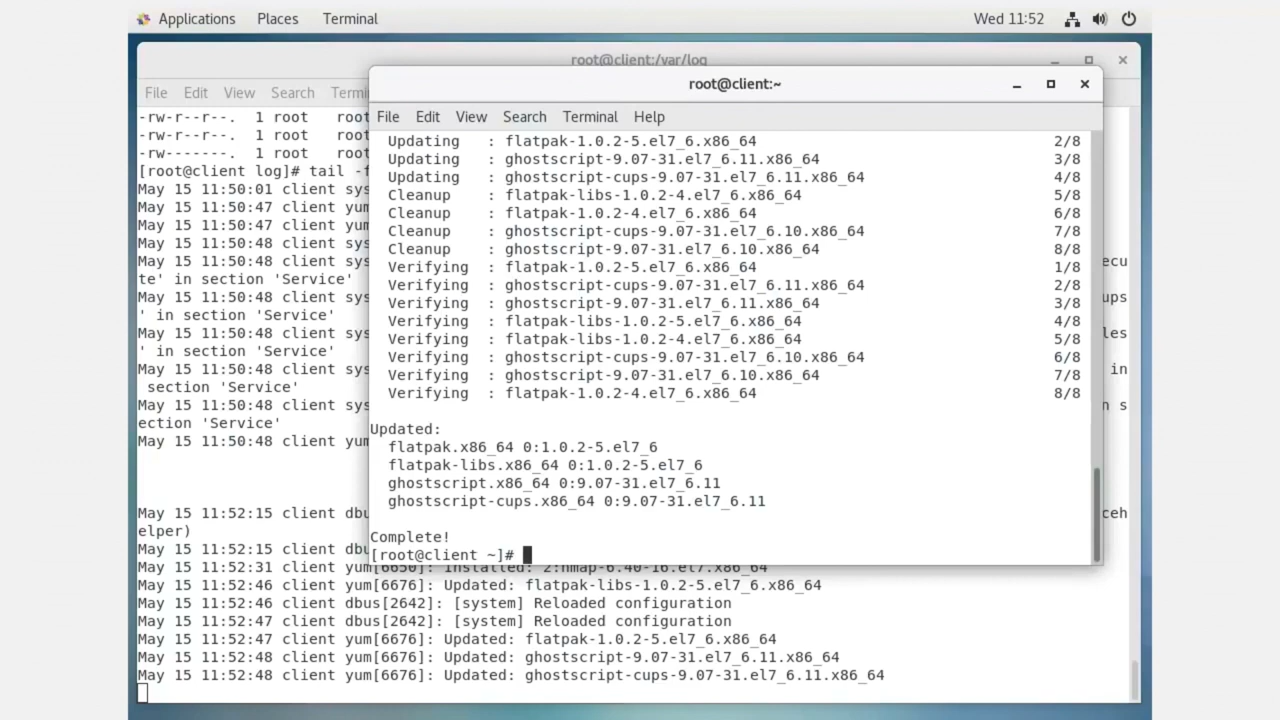 Applications Places Terminal Wed 11:52
root@client:/var/log
File Edit View Search Termi
-rw-r--r--. 1 root root
-rw-r--r--. 1 root root
-rw-------. 1 root root
[root@client log]# tail -f
May 15 11:50:01 client sys
May 15 11:50:47 client yum
May 15 11:50:47 client yum
May 15 11:50:48 client sys
May 15 11:50:48 client sys ecu
te' in section 'Service'
May 15 11:50:48 client sys ups
' in section 'Service'
May 15 11:50:48 client sys les
' in section 'Service'
May 15 11:50:48 client sys in
section 'Service'
May 15 11:50:48 client sys n s
ection 'Service'
May 15 11:50:48 client yum
May 15 11:52:15 client dbu ceh
elper)
May 15 11:52:15 client dbu
May 15 11:52:31 client yum[6650]: Installed: 2:nmap-6.40-16.el7.x86_64
May 15 11:52:46 client yum[6676]: Updated: flatpak-libs-1.0.2-5.el7_6.x86_64
May 15 11:52:46 client dbus[2642]: [system] Reloaded configuration
May 15 11:52:47 client dbus[2642]: [system] Reloaded configuration
May 15 11:52:47 client yum[6676]: Updated: flatpak-1.0.2-5.el7_6.x86_64
May 15 11:52:48 client yum[6676]: Updated: ghostscript-9.07-31.el7_6.11.x86_64
May 15 11:52:48 client yum[6676]: Updated: ghostscript-cups-9.07-31.el7_6.11.x86_64
root@client:~
File Edit View Search Terminal Help
Updating : flatpak-1.0.2-5.el7_6.x86_64 2/8
Updating : ghostscript-9.07-31.el7_6.11.x86_64 3/8
Updating : ghostscript-cups-9.07-31.el7_6.11.x86_64 4/8
Cleanup : flatpak-libs-1.0.2-4.el7_6.x86_64 5/8
Cleanup : flatpak-1.0.2-4.el7_6.x86_64 6/8
Cleanup : ghostscript-cups-9.07-31.el7_6.10.x86_64 7/8
Cleanup : ghostscript-9.07-31.el7_6.10.x86_64 8/8
Verifying : flatpak-1.0.2-5.el7_6.x86_64 1/8
Verifying : ghostscript-cups-9.07-31.el7_6.11.x86_64 2/8
Verifying : ghostscript-9.07-31.el7_6.11.x86_64 3/8
Verifying : flatpak-libs-1.0.2-5.el7_6.x86_64 4/8
Verifying : flatpak-libs-1.0.2-4.el7_6.x86_64 5/8
Verifying : ghostscript-cups-9.07-31.el7_6.10.x86_64 6/8
Verifying : ghostscript-9.07-31.el7_6.10.x86_64 7/8
Verifying : flatpak-1.0.2-4.el7_6.x86_64 8/8
Updated:
flatpak.x86_64 0:1.0.2-5.el7_6
flatpak-libs.x86_64 0:1.0.2-5.el7_6
ghostscript.x86_64 0:9.07-31.el7_6.11
ghostscript-cups.x86_64 0:9.07-31.el7_6.11
Complete!
[root@client ~]#